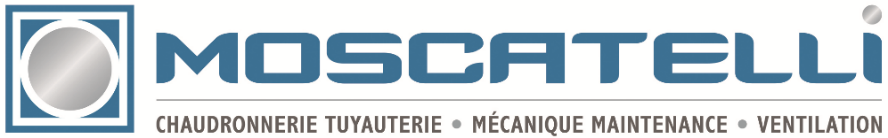 MOSCATELLi
CHAUDRONNERIE TUYAUTERIE • MÉCANIQUE MAINTENANCE • VENTILATION